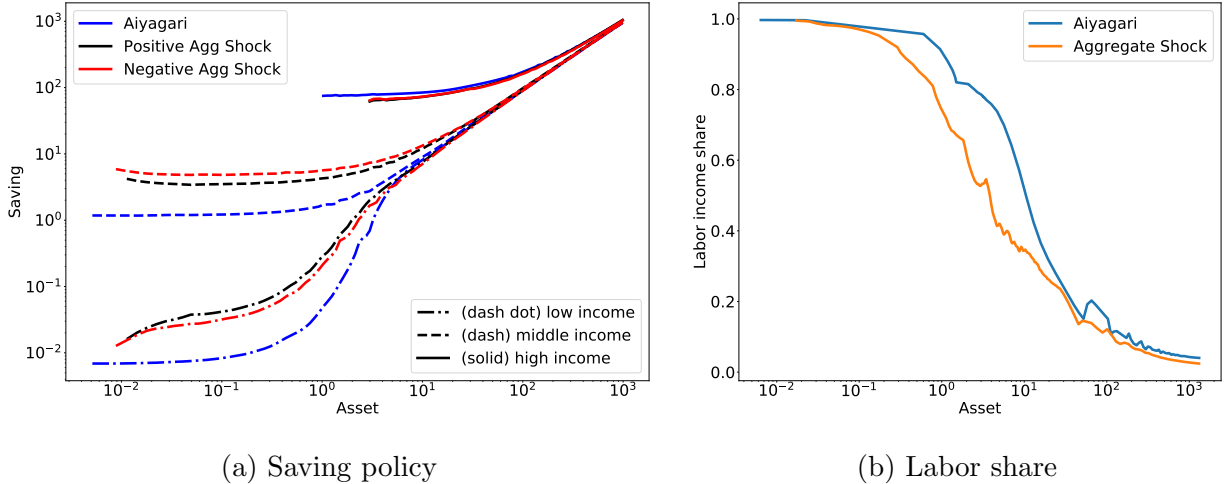 Aiyagari
Positive Agg Shock
Negative Agg Shock
(dash dot) low income
(dash) middle income
(solid) high income
Saving
10³
10²
10¹
10⁰
10⁻¹
10⁻²
10⁻² 10⁻¹ 10⁰ 10¹ 10² 10³
Asset
(a) Saving policy
Aiyagari
Aggregate Shock
Labor income share
1.0
0.8
0.6
0.4
0.2
0.0
10⁻² 10⁻¹ 10⁰ 10¹ 10² 10³
Asset
(b) Labor share